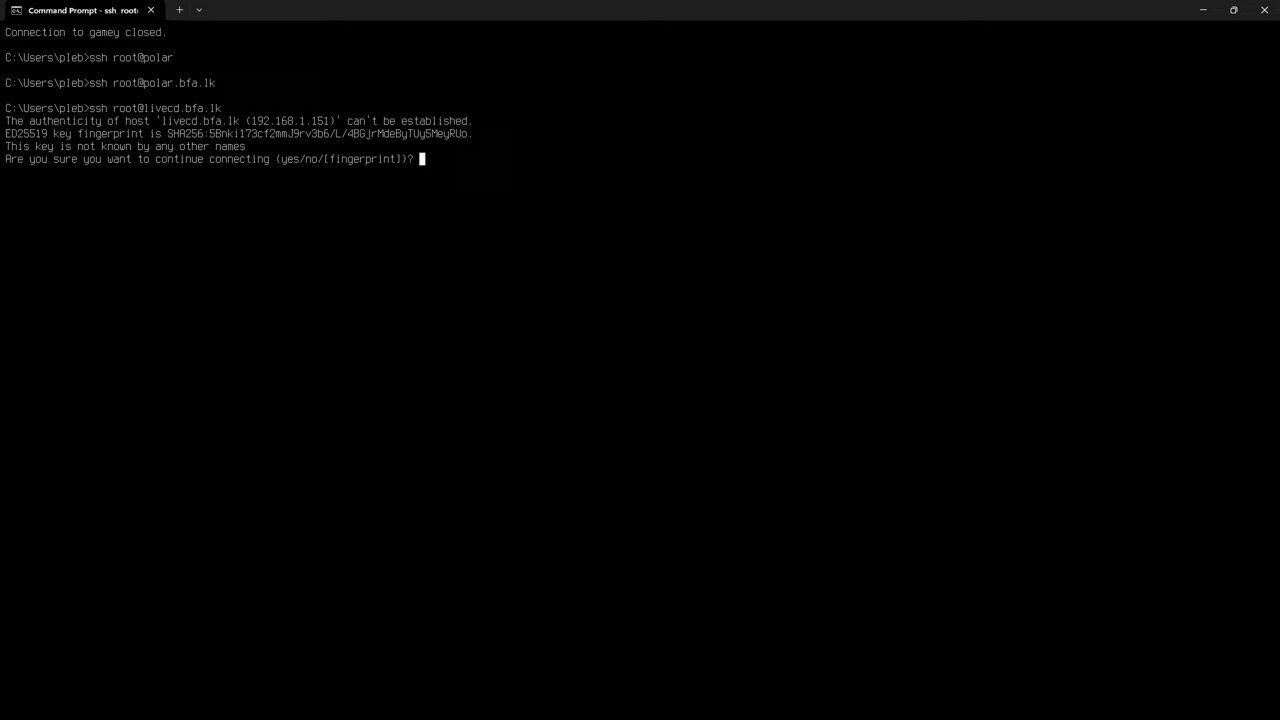 Command Prompt - ssh root
Connection to gamey closed.
C:\Users\pleb>ssh root@polar
C:\Users\pleb>ssh root@polar.bfa.lk
C:\Users\pleb>ssh root@livecd.bfa.lk
The authenticity of host 'livecd.bfa.lk (192.168.1.151)' can't be established.
ED25519 key fingerprint is SHA256:5Bnki173cf2mmJ9rv3b6/L/4BGjrMdeByTUy5MeyRUo.
This key is not known by any other names
Are you sure you want to continue connecting (yes/no/[fingerprint])?